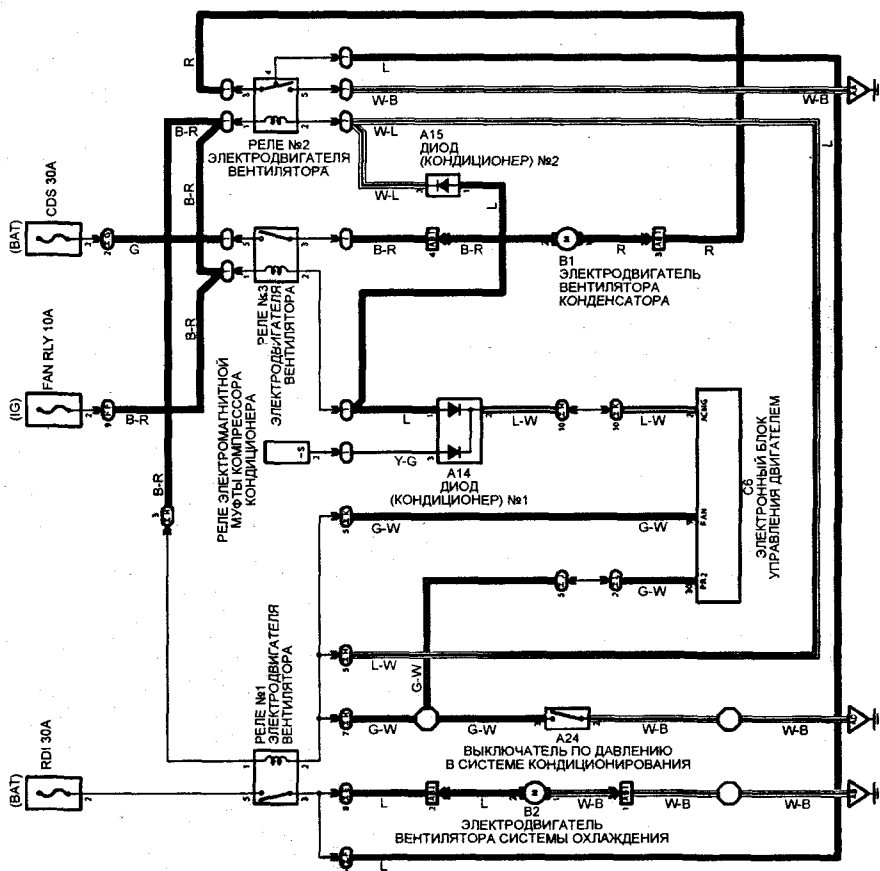 R
L
W-B
W-B
B-R
W-L
A15
ДИОД
(КОНДИЦИОНЕР) №2
РЕЛЕ №2
ЭЛЕКТРОДВИГАТЕЛЯ
ВЕНТИЛЯТОРА
W-L
L
L
(BAT)
CDS 30A
B-R
G
B-R
B-R
R
R
B1
ЭЛЕКТРОДВИГАТЕЛЬ
ВЕНТИЛЯТОРА
КОНДЕНСАТОРА
РЕЛЕ №3
ЭЛЕКТРОДВИГАТЕЛЯ
ВЕНТИЛЯТОРА
(IG)
FAN RLY 10A
B-R
B-R
L
L-W
L-W
Y-G
A14
ДИОД
(КОНДИЦИОНЕР) №1
РЕЛЕ ЭЛЕКТРОМАГНИТНОЙ
МУФТЫ КОМПРЕССОРА
КОНДИЦИОНЕРА
ACMG
FAN
PR2
C6
ЭЛЕКТРОННЫЙ БЛОК
УПРАВЛЕНИЯ ДВИГАТЕЛЕМ
B-R
G-W
G-W
G-W
L-W
G-W
G-W
G-W
A24
W-B
W-B
ВЫКЛЮЧАТЕЛЬ ПО ДАВЛЕНИЮ
В СИСТЕМЕ КОНДИЦИОНИРОВАНИЯ
РЕЛЕ №1
ЭЛЕКТРОДВИГАТЕЛЯ
ВЕНТИЛЯТОРА
(BAT)
RDI 30A
L
L
B2
W-B
W-B
W-B
ЭЛЕКТРОДВИГАТЕЛЬ
ВЕНТИЛЯТОРА СИСТЕМЫ ОХЛАЖДЕНИЯ
L